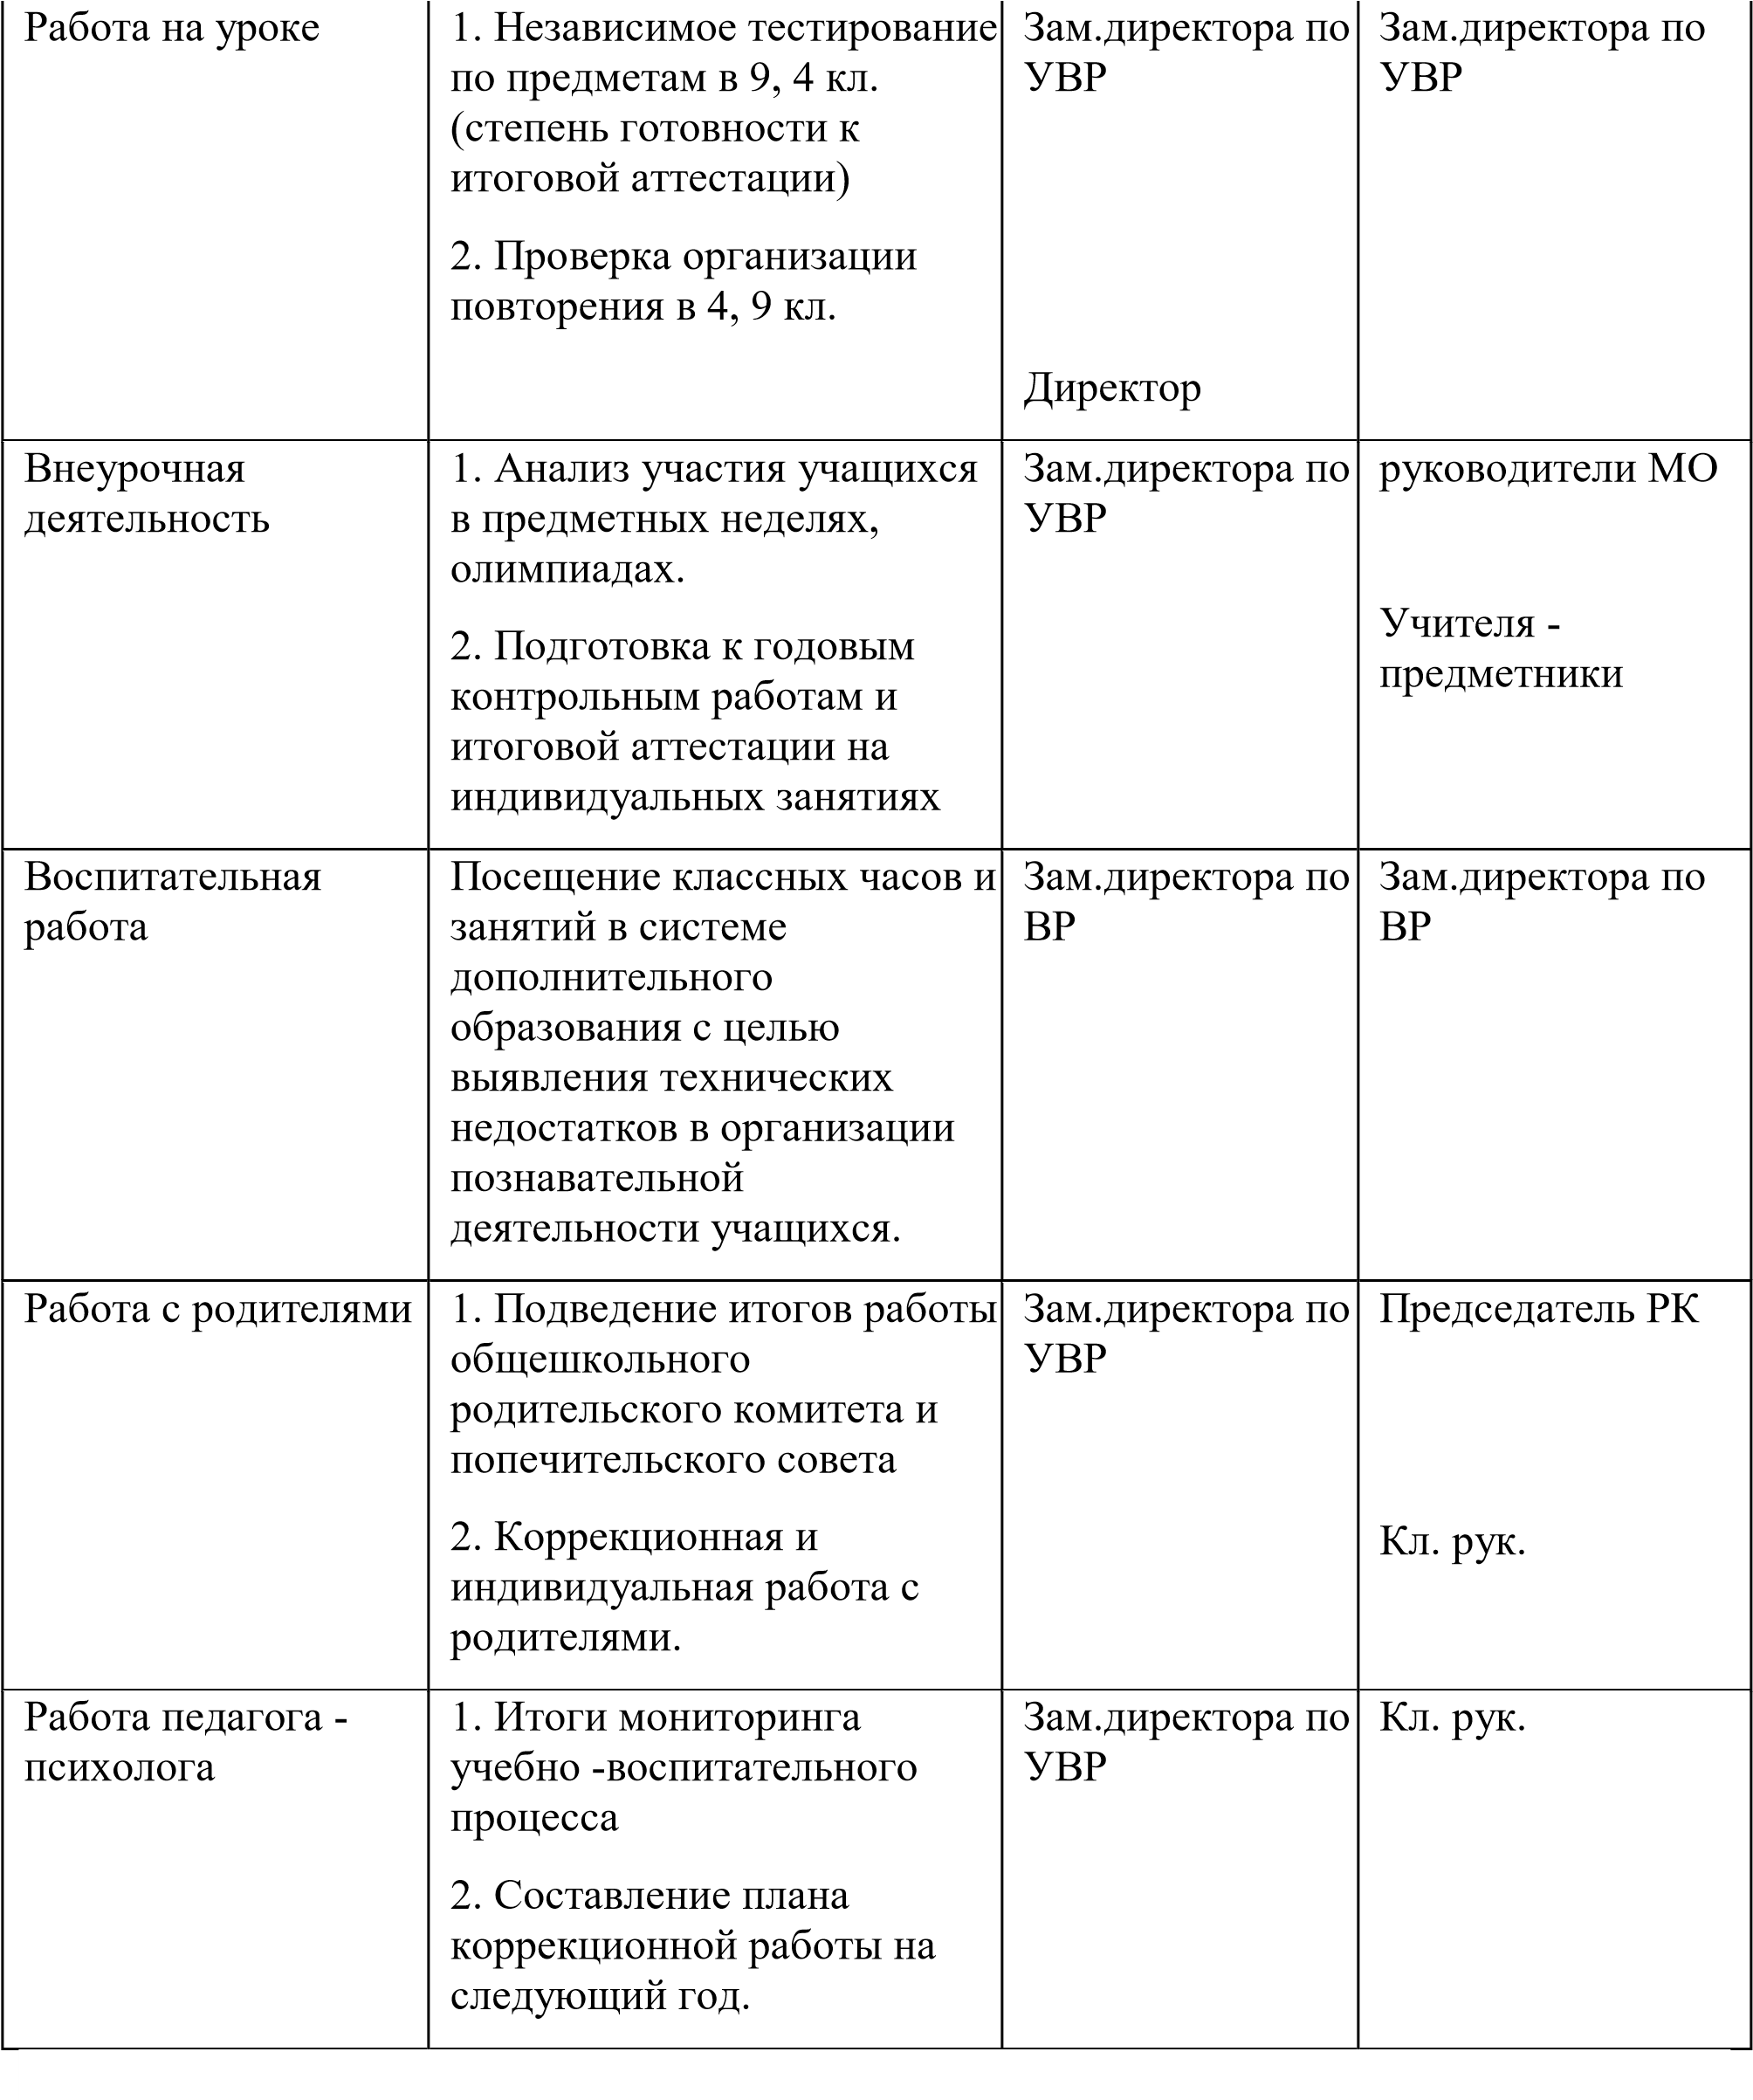 Работа на уроке
1. Независимое тестирование
по предметам в 9, 4 кл.
(степень готовности к
итоговой аттестации)
2. Проверка организации
повторения в 4, 9 кл.
Зам.директора по
УВР
Директор
Зам.директора по
УВР
Внеурочная
деятельность
1. Анализ участия учащихся
в предметных неделях,
олимпиадах.
2. Подготовка к годовым
контрольным работам и
итоговой аттестации на
индивидуальных занятиях
Зам.директора по
УВР
руководители МО
Учителя -
предметники
Воспитательная
работа
Посещение классных часов и
занятий в системе
дополнительного
образования с целью
выявления технических
недостатков в организации
познавательной
деятельности учащихся.
Зам.директора по
ВР
Зам.директора по
ВР
Работа с родителями
1. Подведение итогов работы
общешкольного
родительского комитета и
попечительского совета
2. Коррекционная и
индивидуальная работа с
родителями.
Зам.директора по
УВР
Председатель РК
Кл. рук.
Работа педагога -
психолога
1. Итоги мониторинга
учебно -воспитательного
процесса
2. Составление плана
коррекционной работы на
следующий год.
Зам.директора по
УВР
Кл. рук.